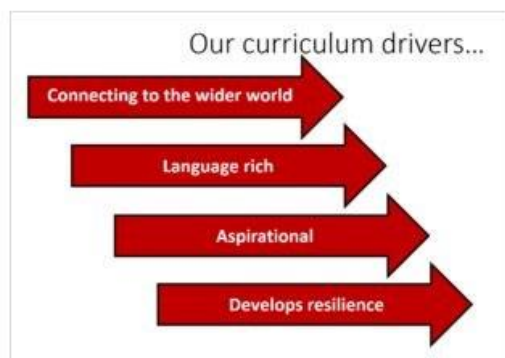 Our curriculum drivers...
Connecting to the wider world
Language rich
Aspirational
Develops resilience